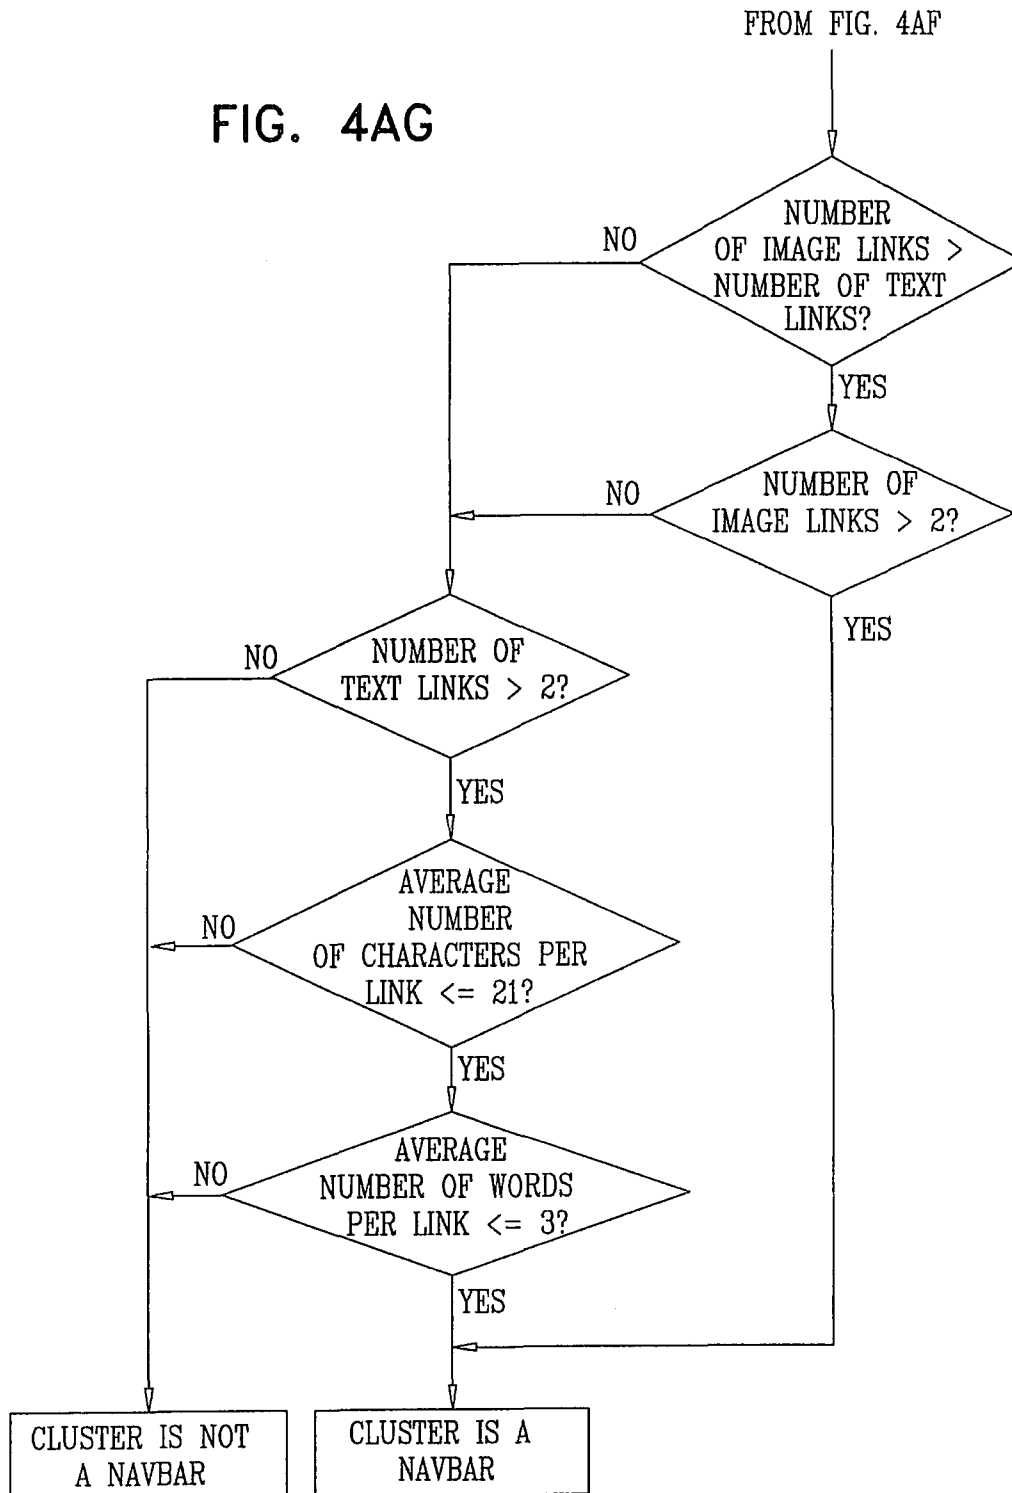 FROM FIG. 4AF
FIG. 4AG
NUMBER
OF IMAGE LINKS >
NUMBER OF TEXT
LINKS?
NO
YES
NUMBER OF
IMAGE LINKS > 2?
NO
YES
NUMBER OF
TEXT LINKS > 2?
NO
YES
AVERAGE
NUMBER
OF CHARACTERS PER
LINK <= 21?
NO
YES
AVERAGE
NUMBER OF WORDS
PER LINK <= 3?
NO
YES
CLUSTER IS NOT
A NAVBAR
CLUSTER IS A
NAVBAR